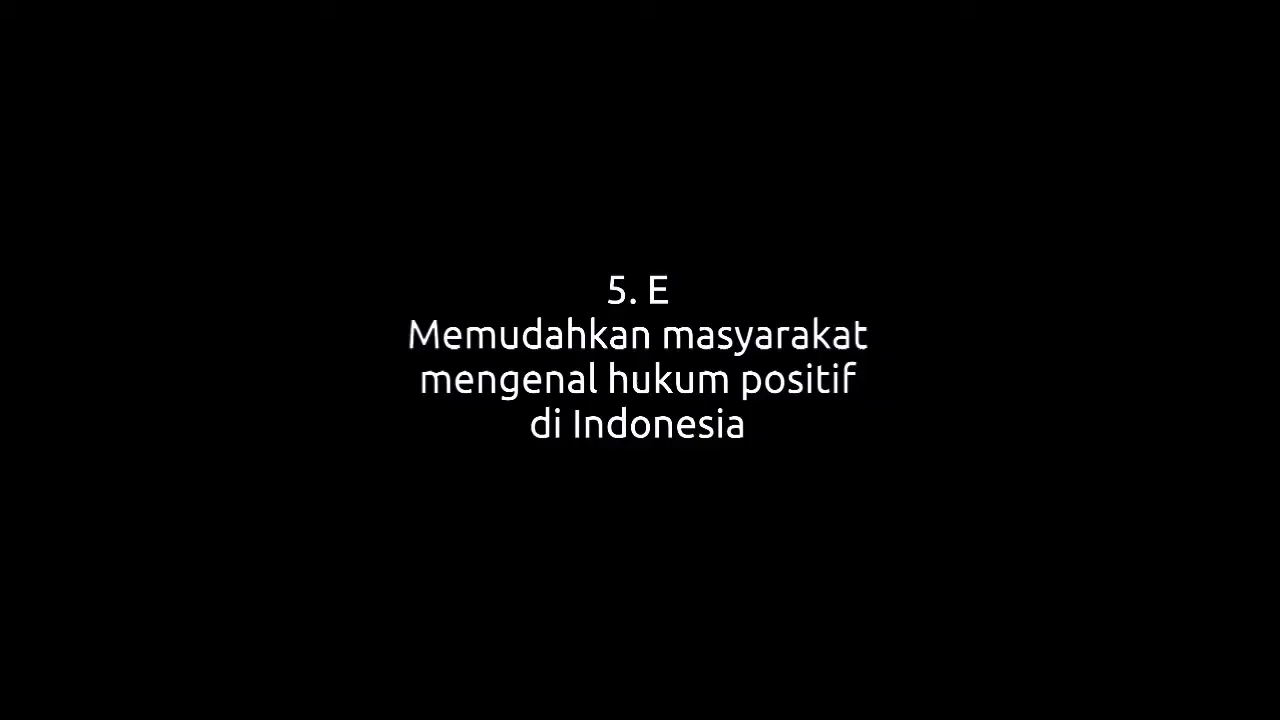 5. E
Memudahkan masyarakat
mengenal hukum positif
di Indonesia